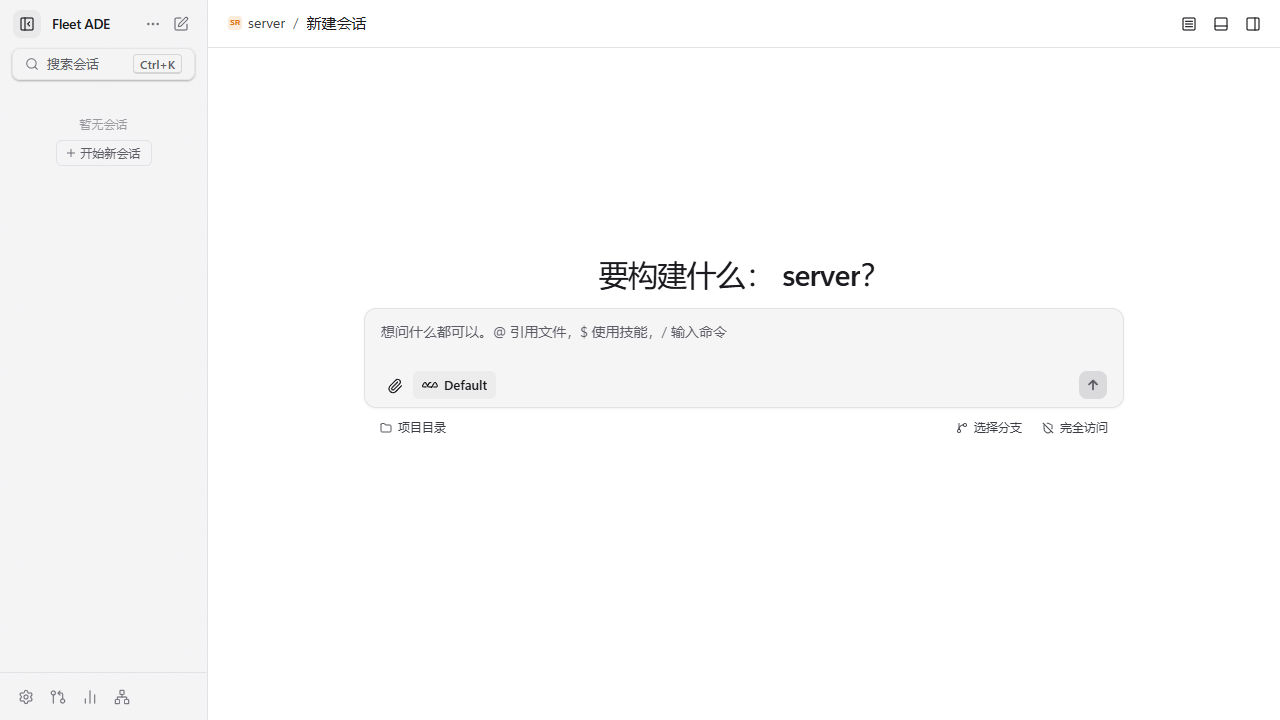 Fleet ADE
搜索会话 Ctrl+K
暂无会话
+ 开始新会话
SR server / 新建会话
要构建什么： server？
想问什么都可以。@ 引用文件，$ 使用技能，/ 输入命令
Default
项目目录 选择分支 完全访问